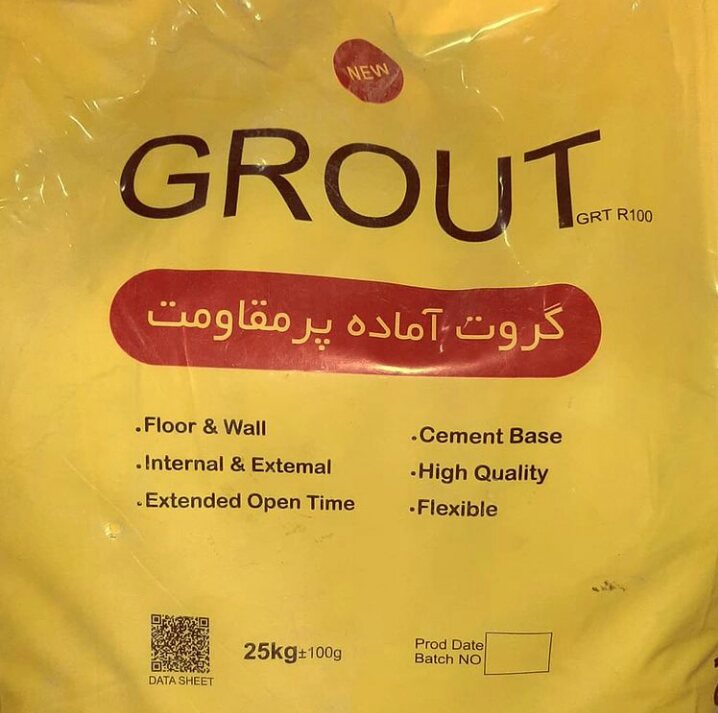 NEW
GROUT
GRT R100
گروت آماده پرمقاومت
.Floor & Wall
.Internal & Extemal
.Extended Open Time
.Cement Base
.High Quality
.Flexible
DATA SHEET
25kg±100g
Prod Date
Batch NO